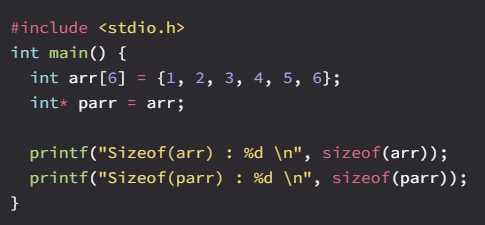 #include <stdio.h>
int main() {
  int arr[6] = {1, 2, 3, 4, 5, 6};
  int* parr = arr;

  printf("Sizeof(arr) : %d \n", sizeof(arr));
  printf("Sizeof(parr) : %d \n", sizeof(parr));
}